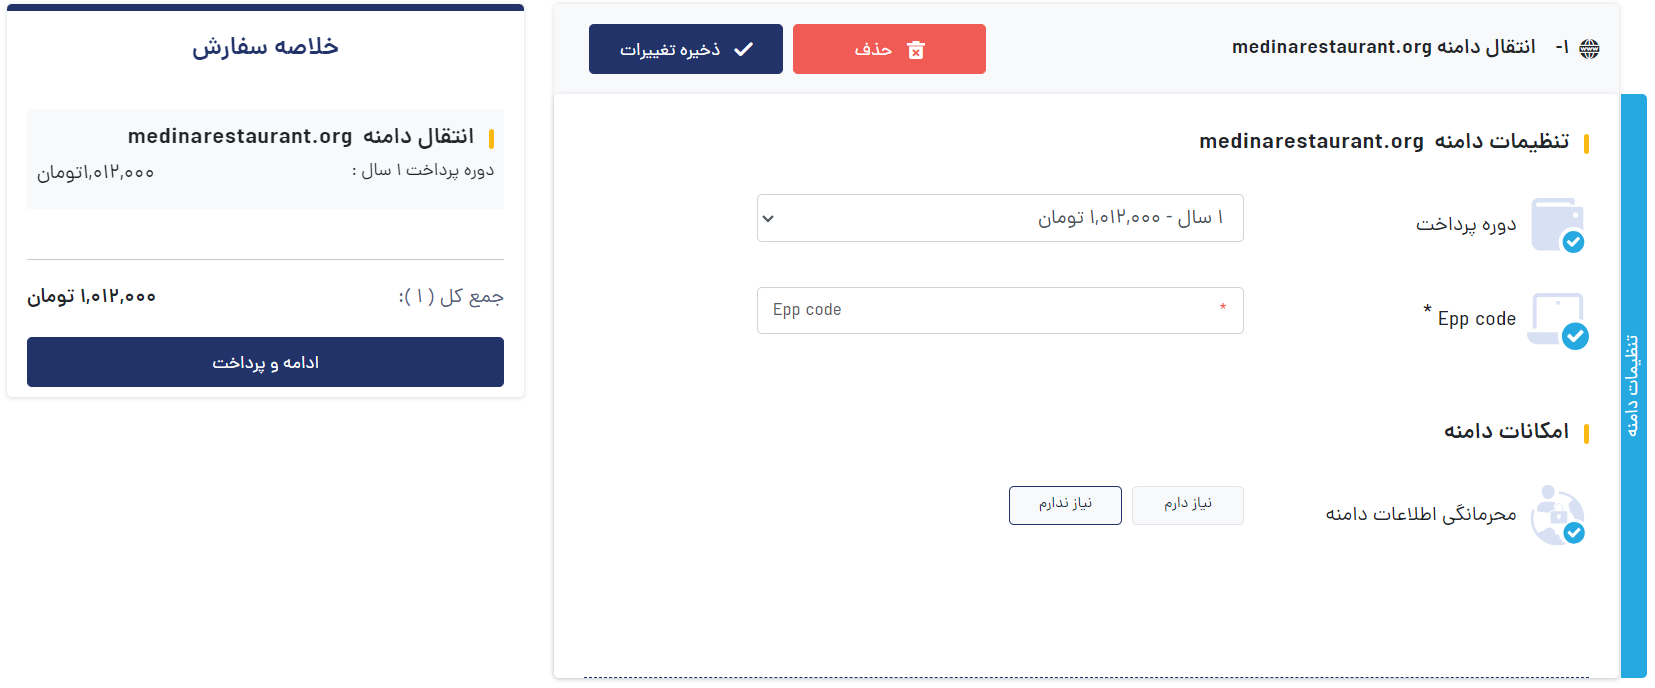 ۱- انتقال دامنه medinarestaurant.org
حذف
ذخیره تغییرات
تنظیمات دامنه medinarestaurant.org
دوره پرداخت
۱ سال - ۱,۰۱۲,۰۰۰ تومان
Epp code *
Epp code *
امکانات دامنه
محرمانگی اطلاعات دامنه
نیاز دارم
نیاز ندارم
تنظیمات دامنه
خلاصه سفارش
انتقال دامنه medinarestaurant.org
دوره پرداخت ۱ سال : ۱,۰۱۲,۰۰۰تومان
جمع کل ( ۱ ): ۱,۰۱۲,۰۰۰ تومان
ادامه و پرداخت